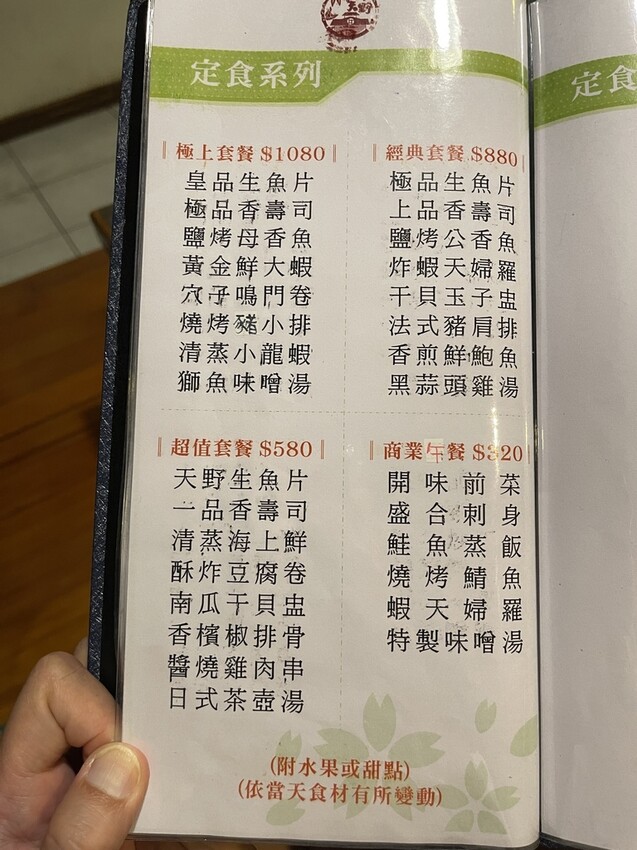 天野
定食系列
定食
極上套餐 $1080
皇品生魚片
極品香壽司
鹽烤母香魚
黃金鮮大蝦
穴子鳴門卷
燒烤豬小排
清蒸小龍蝦
獅魚味噌湯
經典套餐 $880
極品生魚片
上品香壽司
鹽烤公香魚
炸蝦天婦羅
干貝玉子盅
法式豬肩排
香煎鮮鮑魚
黑蒜頭雞湯
超值套餐 $580
天野生魚片
一品香壽司
清蒸海上鮮
酥炸豆腐卷
南瓜干貝盅
香檳椒排骨
醬燒雞肉串
日式茶壺湯
商業午餐 $320
開味前菜
盛合刺身
鮭魚蒸飯
燒烤鯖魚
蝦天婦羅
特製味噌湯
(附水果或甜點)
(依當天食材有所變動)